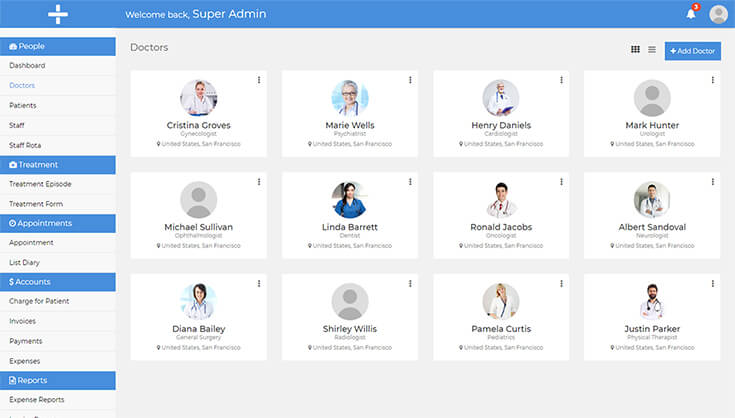 Welcome back, Super Admin
3
People
Dashboard
Doctors
Patients
Staff
Staff Rota
Treatment
Treatment Episode
Treatment Form
Appointments
Appointment
List Diary
$ Accounts
Charge for Patient
Invoices
Payments
Expenses
Reports
Expense Reports
Doctors
+ Add Doctor
Cristina Groves
Gynecologist
United States, San Francisco
Marie Wells
Psychiatrist
United States, San Francisco
Henry Daniels
Cardiologist
United States, San Francisco
Mark Hunter
Urologist
United States, San Francisco
Michael Sullivan
Ophthalmologist
United States, San Francisco
Linda Barrett
Dentist
United States, San Francisco
Ronald Jacobs
Oncologist
United States, San Francisco
Albert Sandoval
Neurologist
United States, San Francisco
Diana Bailey
General Surgery
United States, San Francisco
Shirley Willis
Radiologist
United States, San Francisco
Pamela Curtis
Pediatrics
United States, San Francisco
Justin Parker
Physical Therapist
United States, San Francisco